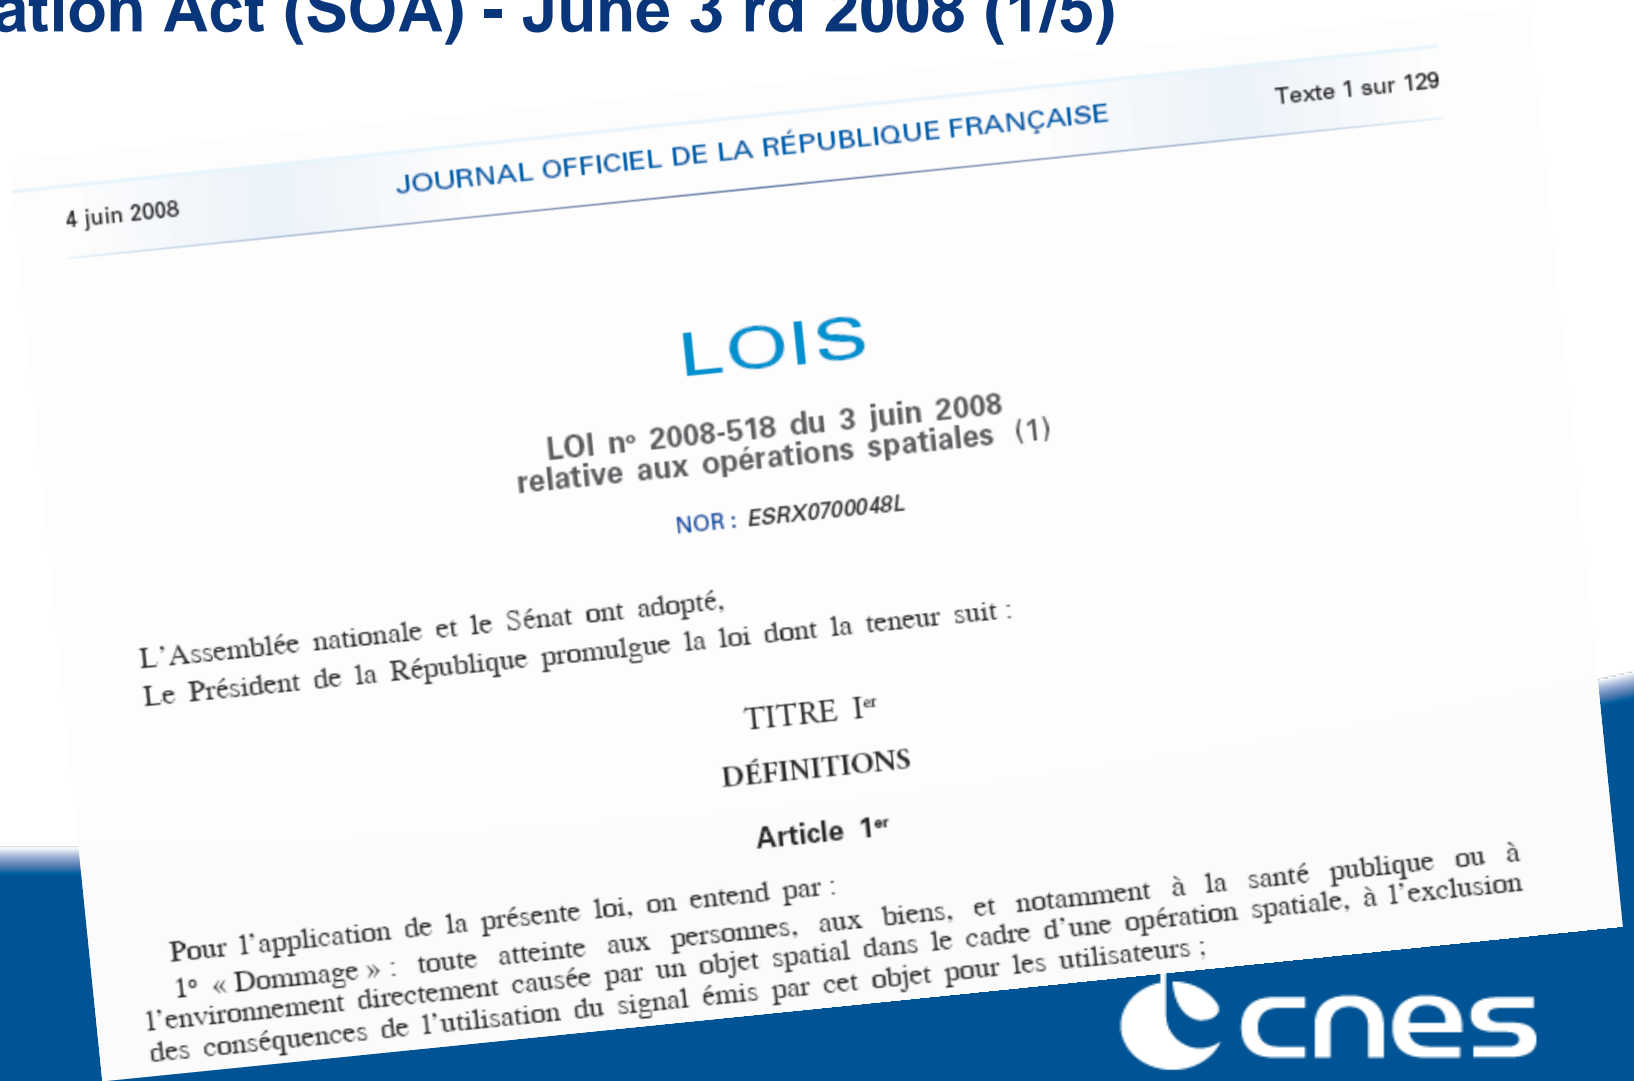 ation Act (SOA) - June 3 rd 2008 (1/5)
4 juin 2008
JOURNAL OFFICIEL DE LA RÉPUBLIQUE FRANÇAISE
Texte 1 sur 129
LOIS
LOI nº 2008-518 du 3 juin 2008
relative aux opérations spatiales (1)
NOR : ESRX0700048L
L’Assemblée nationale et le Sénat ont adopté,
Le Président de la République promulgue la loi dont la teneur suit :
TITRE Ier
DÉFINITIONS
Article 1er
Pour l’application de la présente loi, on entend par :
1º « Dommage » : toute atteinte aux personnes, aux biens, et notamment à la santé publique ou à
l’environnement directement causée par un objet spatial dans le cadre d’une opération spatiale, à l’exclusion
des conséquences de l’utilisation du signal émis par cet objet pour les utilisateurs ;
cnes